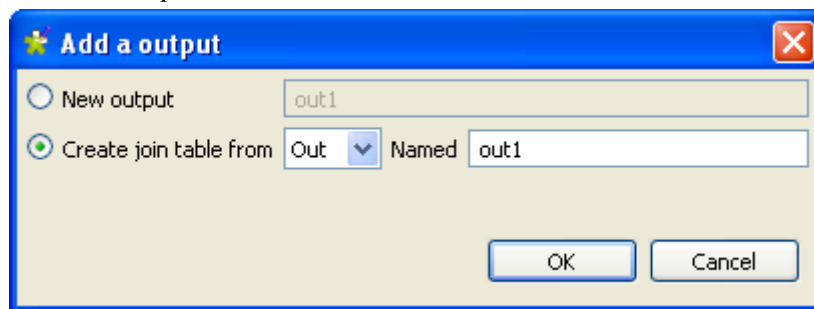 Add a output
New output out1
Create join table from Out Named out1
OK Cancel